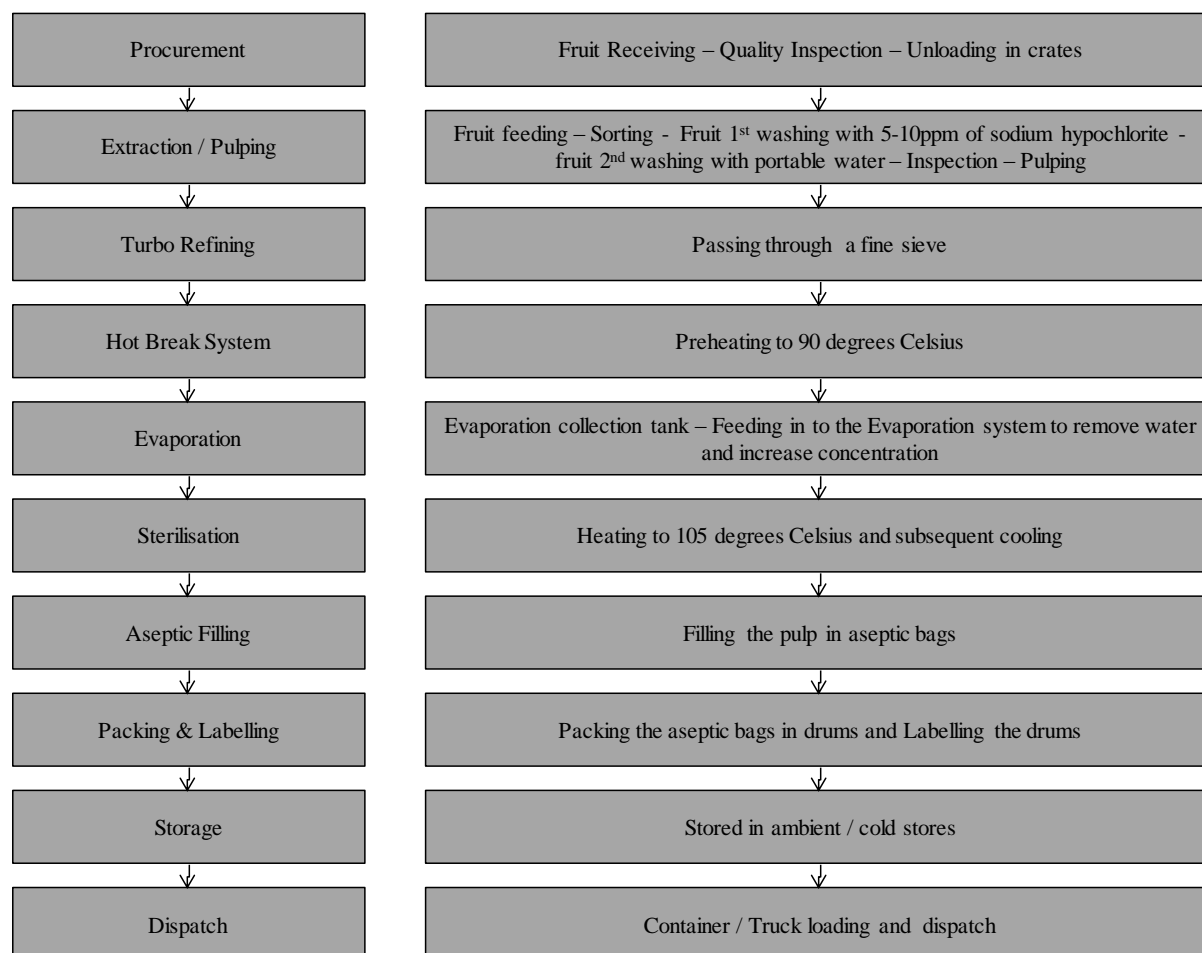 Procurement
Fruit Receiving – Quality Inspection – Unloading in crates
Extraction / Pulping
Fruit feeding – Sorting - Fruit 1st washing with 5-10ppm of sodium hypochlorite -
fruit 2nd washing with portable water – Inspection – Pulping
Turbo Refining
Passing through a fine sieve
Hot Break System
Preheating to 90 degrees Celsius
Evaporation
Evaporation collection tank – Feeding in to the Evaporation system to remove water
and increase concentration
Sterilisation
Heating to 105 degrees Celsius and subsequent cooling
Aseptic Filling
Filling the pulp in aseptic bags
Packing & Labelling
Packing the aseptic bags in drums and Labelling the drums
Storage
Stored in ambient / cold stores
Dispatch
Container / Truck loading and dispatch